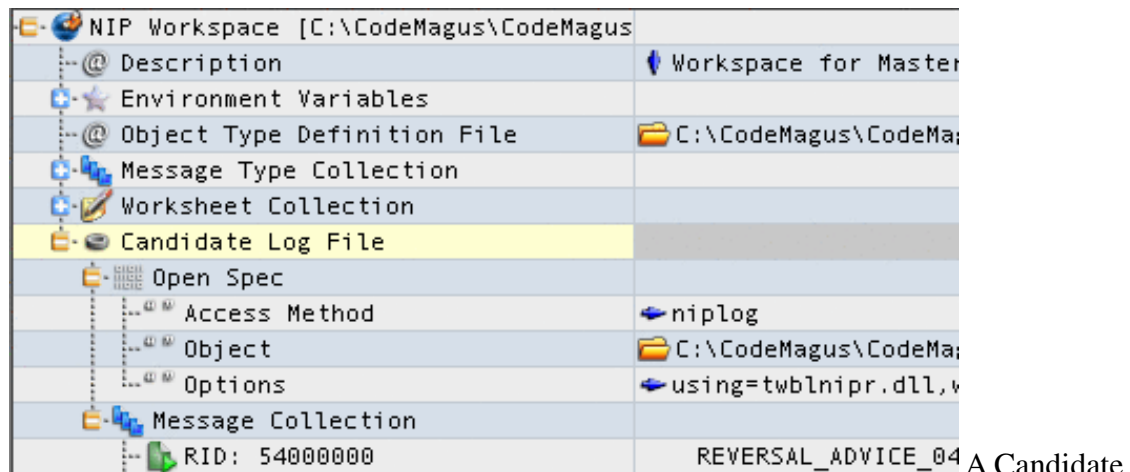 NIP Workspace [C:\CodeMagus\CodeMagus
@ Description Workspace for Master
Environment Variables
@ Object Type Definition File C:\CodeMagus\CodeMag
Message Type Collection
Worksheet Collection
Candidate Log File
Open Spec
Access Method niplog
Object C:\CodeMagus\CodeMag
Options using=twblnipr.dll,w
Message Collection
RID: 54000000 REVERSAL_ADVICE_04
A Candidate